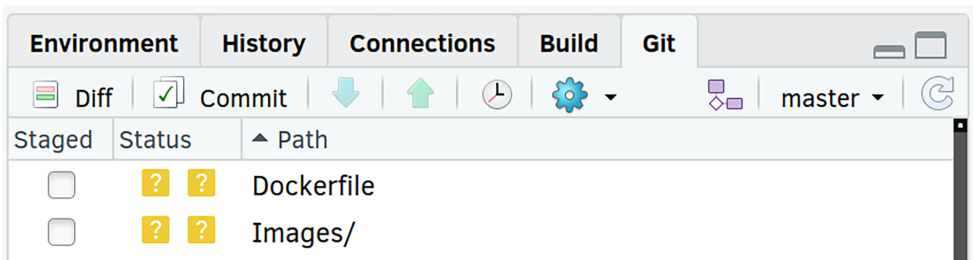 Environment History Connections Build Git
Diff Commit master
Staged Status Path
? ? Dockerfile
? ? Images/